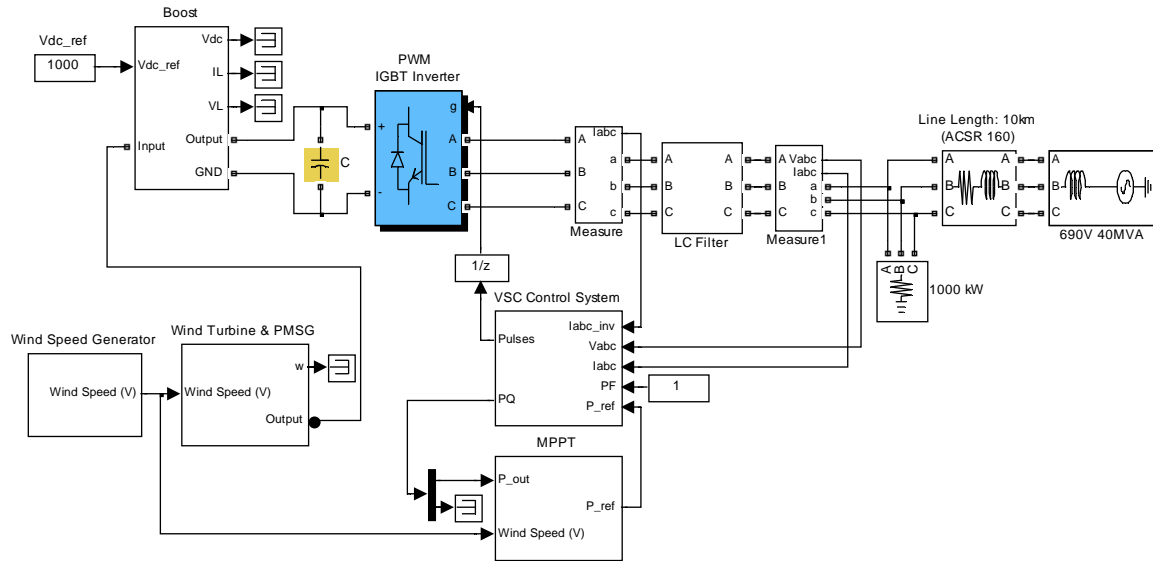 Boost
Vdc_ref
1000
Vdc_ref
Input
Vdc
IL
VL
Output
GND
C
PWM
IGBT Inverter
+
-
g
A
B
C
Iabc
A
B
C
a
b
c
Measure
A
B
C
A
B
C
LC Filter
A
B
C
Vabc
Iabc
a
b
c
Measure1
Line Length: 10km
(ACSR 160)
A
B
C
A
B
C
A
B
C
690V 40MVA
A
B
C
1000 kW
1/z
VSC Control System
Pulses
PQ
Iabc_inv
Vabc
Iabc
PF
P_ref
1
Wind Speed Generator
Wind Speed (V)
Wind Turbine & PMSG
Wind Speed (V)
w
Output
MPPT
P_out
Wind Speed (V)
P_ref